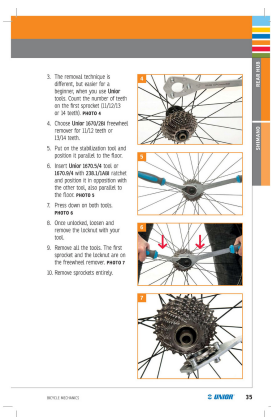 REAR HUB
SHIMANO
3. The removal technique is
different, but easier for a
beginner, when you use Unior
tools. Count the number of teeth
on the first sprocket (11/12/13
or 14 teeth). PHOTO 4
4. Choose Unior 1670/2BI freewheel
remover for 11/12 teeth or
13/14 teeth.
5. Put on the stabilization tool and
position it parallel to the floor.
6. Insert Unior 1670.5/4 tool or
1670.9/4 with 238.1/1ABI ratchet
and position it in opposition with
the other tool, also parallel to
the floor. PHOTO 5
7. Press down on both tools.
PHOTO 6
8. Once unlocked, loosen and
remove the locknut with your
tool.
9. Remove all the tools. The first
sprocket and the locknut are on
the freewheel remover. PHOTO 7
10. Remove sprockets entirely.
4
5
6
7
BICYCLE MECHANICS
UNIOR
35